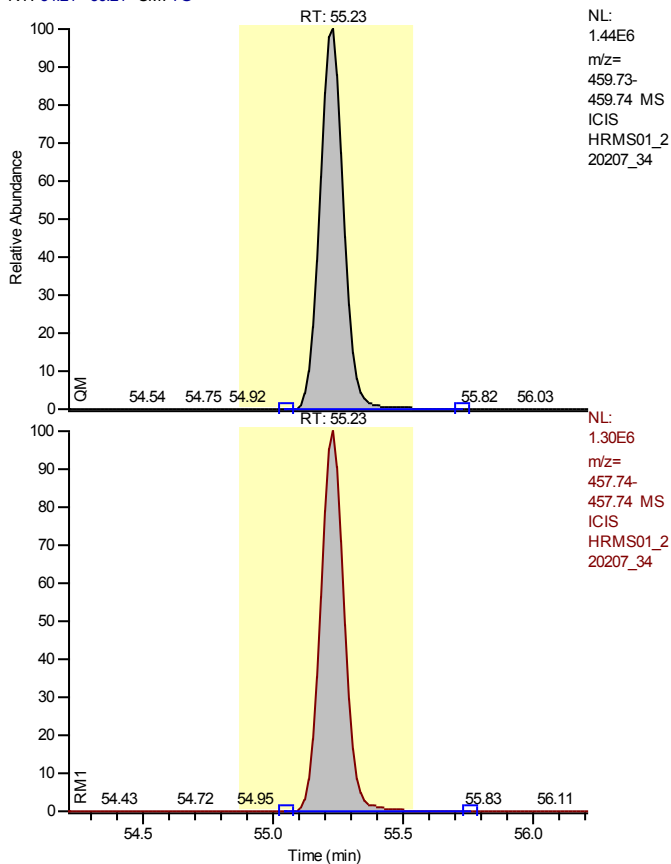 RT: 55.23
NL:
1.44E6
m/z=
459.73-
459.74 MS
ICIS
HRMS01_2
20207_34
100
90
80
70
60
50
40
30
20
10
0
Relative Abundance
QM
54.54 54.75 54.92 55.82 56.03
RT: 55.23
NL:
1.30E6
m/z=
457.74-
457.74 MS
ICIS
HRMS01_2
20207_34
100
90
80
70
60
50
40
30
20
10
0
RM1
54.43 54.72 54.95 55.83 56.11
54.5 55.0 55.5 56.0
Time (min)